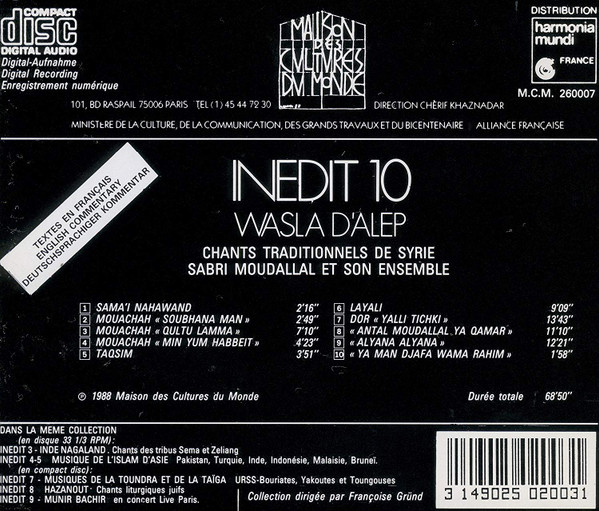 COMPACT
disc
DIGITAL AUDIO
Digital-Aufnahme
Digital Recording
Enregistrement numérique
MAISON
DES
CULTURES
DU MONDE
DISTRIBUTION
harmonia
mundi
FRANCE
M.C.M. 260007
101, BD RASPAIL 75006 PARIS TEL (1) 45 44 72 30 DIRECTION CHÉRIF KHAZNADAR
MINISTÈRE DE LA CULTURE, DE LA COMMUNICATION, DES GRANDS TRAVAUX ET DU BICENTENAIRE ALLIANCE FRANÇAISE
TEXTES EN FRANÇAIS
ENGLISH COMMENTARY
DEUTSCHSPRACHIGER KOMMENTAR
INEDIT 10
WASLA D'ALEP
CHANTS TRADITIONNELS DE SYRIE
SABRI MOUDALLAL ET SON ENSEMBLE
1 SAMA'I NAHAWAND 2'16"
2 MOUACHAH « SOUBHANA MAN » 2'49"
3 MOUACHAH « QULTU LAMMA » 7'10"
4 MOUACHAH « MIN YUM HABBEIT » 4'23"
5 TAQSIM 3'51"
6 LAYALI 9'09"
7 DOR « YALLI TICHKI » 13'43"
8 « ANTAL MOUDALLAL YA QAMAR » 11'10"
9 « ALYANA ALYANA » 12'21"
10 « YA MAN DJAFA WAMA RAHIM » 1'58"
℗ 1988 Maison des Cultures du Monde
Durée totale 68'50"
DANS LA MEME COLLECTION
(en disque 33 1/3 RPM):
INEDIT 3 - INDE NAGALAND. Chants des tribus Sema et Zeliang
INEDIT 4-5 MUSIQUE DE L'ISLAM D'ASIE Pakistan, Turquie, Inde, Indonésie, Malaisie, Bruneï.
(en compact disc):
INEDIT 7 - MUSIQUES DE LA TOUNDRA ET DE LA TAÏGA URSS-Bouriates, Yakoutes et Toungouses
INEDIT 8 HAZANOUT - Chants liturgiques juifs
INEDIT 9 - MUNIR BACHIR en concert Live Paris.
Collection dirigée par Françoise Gründ
3 149025 020031